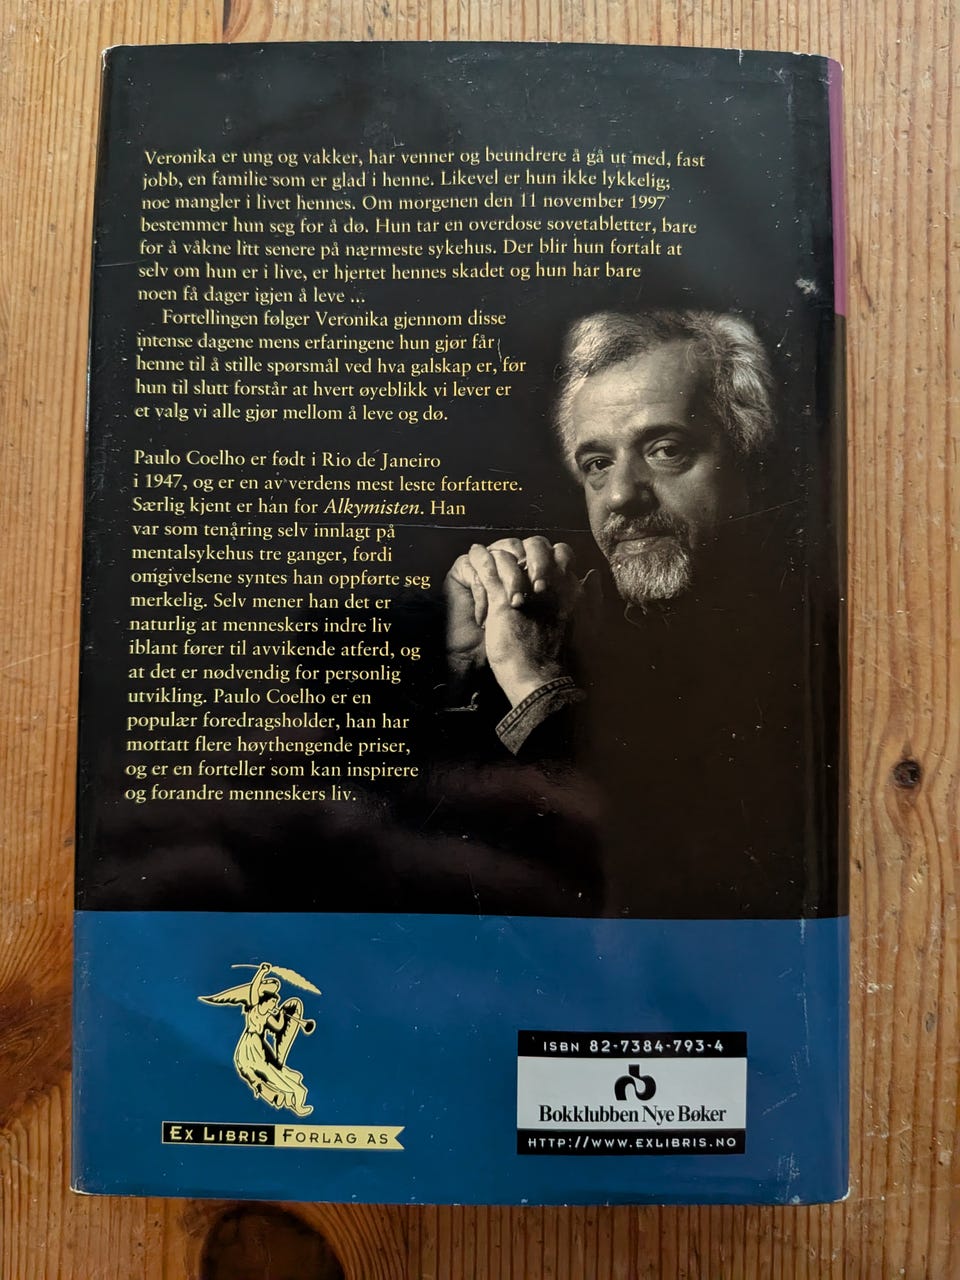 Veronika er ung og vakker, har venner og beundrere å gå ut med, fast
jobb, en familie som er glad i henne. Likevel er hun ikke lykkelig;
noe mangler i livet hennes. Om morgenen den 11 november 1997
bestemmer hun seg for å dø. Hun tar en overdose sovetabletter, bare
for å våkne litt senere på nærmeste sykehus. Der blir hun fortalt at
selv om hun er i live, er hjertet hennes skadet og hun har bare
noen få dager igjen å leve ...
Fortellingen følger Veronika gjennom disse
intense dagene mens erfaringene hun gjør får
henne til å stille spørsmål ved hva galskap er, før
hun til slutt forstår at hvert øyeblikk vi lever er
et valg vi alle gjør mellom å leve og dø.
Paulo Coelho er født i Rio de Janeiro
i 1947, og er en av verdens mest leste forfattere.
Særlig kjent er han for Alkymisten. Han
var som tenåring selv innlagt på
mentalsykehus tre ganger, fordi
omgivelsene syntes han oppførte seg
merkelig. Selv mener han det er
naturlig at menneskers indre liv
iblant fører til avvikende atferd, og
at det er nødvendig for personlig
utvikling. Paulo Coelho er en
populær foredragsholder, han har
mottatt flere høythengende priser,
og er en forteller som kan inspirere
og forandre menneskers liv.
EX LIBRIS FORLAG AS
ISBN 82-7384-793-4
Bokklubben Nye Bøker
HTTP://WWW.EXLIBRIS.NO